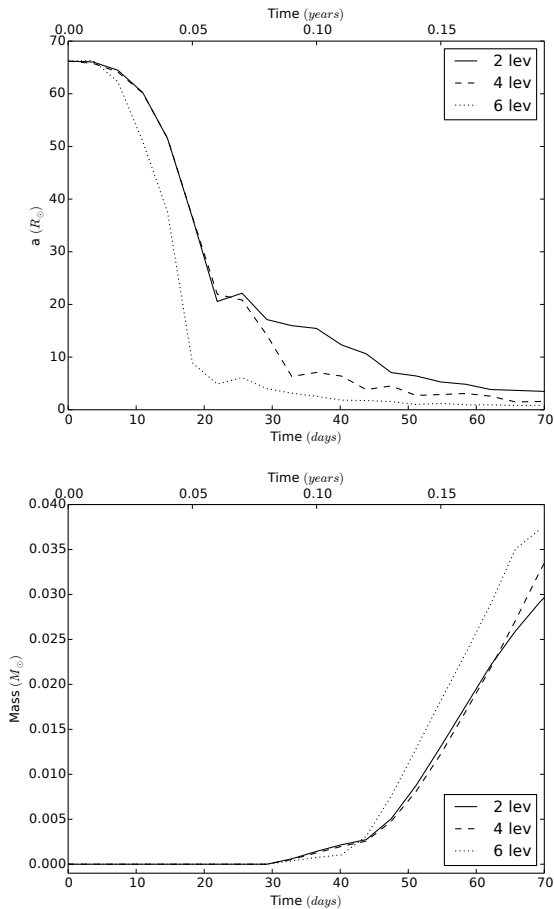 Time (years)
0.00 0.05 0.10 0.15
70
60
50
40
30
20
10
0
a (R☉)
2 lev
4 lev
6 lev
0 10 20 30 40 50 60 70
Time (days)
Time (years)
0.00 0.05 0.10 0.15
0.040
0.035
0.030
0.025
0.020
0.015
0.010
0.005
0.000
Mass (M☉)
2 lev
4 lev
6 lev
0 10 20 30 40 50 60 70
Time (days)